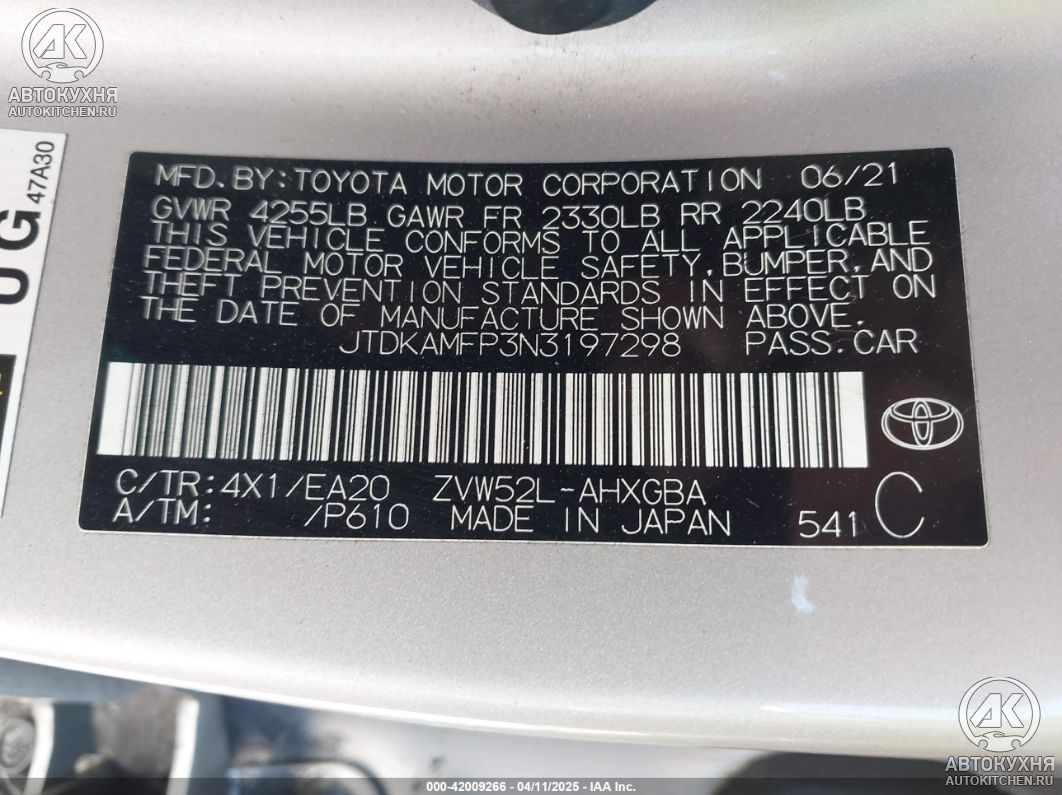 АВТОКУХНЯ
AUTOKITCHEN.RU
47A30
UG
MFD.BY:TOYOTA MOTOR CORPORATION 06/21
GVWR 4255LB GAWR FR 2330LB RR 2240LB
THIS VEHICLE CONFORMS TO ALL APPLICABLE
FEDERAL MOTOR VEHICLE SAFETY,BUMPER,AND
THEFT PREVENTION STANDARDS IN EFFECT ON
THE DATE OF MANUFACTURE SHOWN ABOVE.
JTDKAMFP3N3197298 PASS.CAR
C/TR:4X1/EA20 ZVW52L-AHXGBA
A/TM: /P610 MADE IN JAPAN 541 C
АВТОКУХНЯ
AUTOKITCHEN.RU
000-42009266 - 04/11/2025 - IAA Inc.